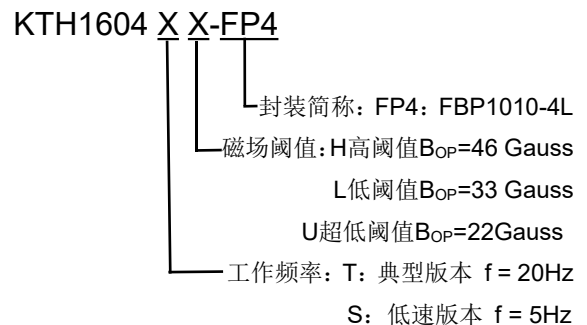 KTH1604 X X-FP4
封装简称：FP4：FBP1010-4L
磁场阈值：H高阈值BOP=46 Gauss
L低阈值BOP=33 Gauss
U超低阈值BOP=22Gauss
工作频率：T：典型版本 f = 20Hz
S：低速版本 f = 5Hz